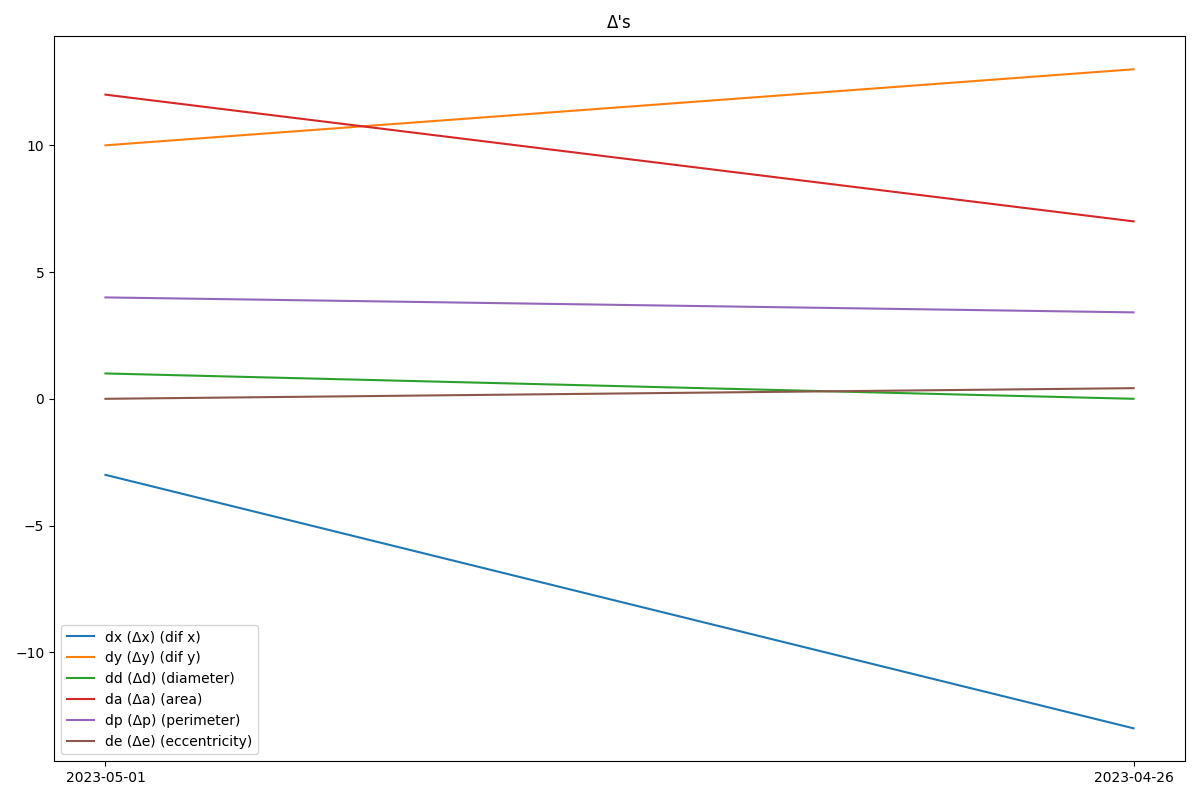 Δ's
10
5
0
−5
−10
dx (Δx) (dif x)
dy (Δy) (dif y)
dd (Δd) (diameter)
da (Δa) (area)
dp (Δp) (perimeter)
de (Δe) (eccentricity)
2023-05-01 2023-04-26